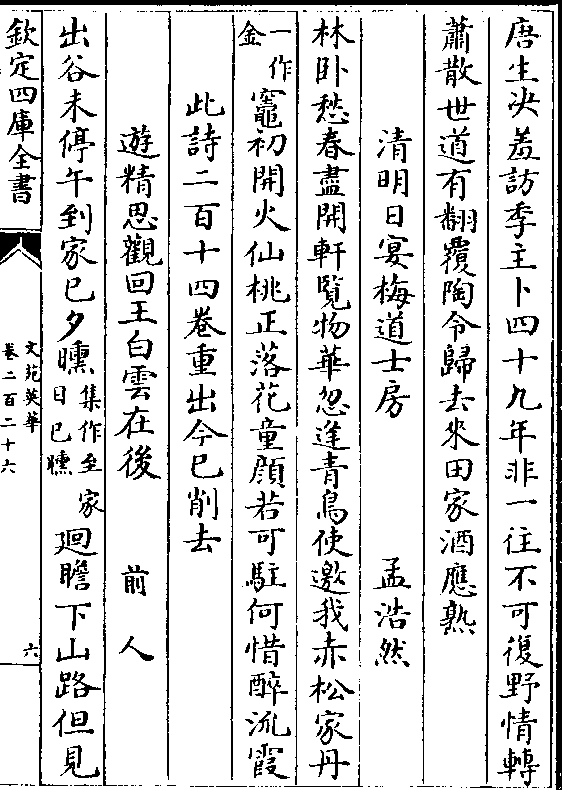 唐生決羞訪季主卜四十九年非一往不可復野情轉
蕭散世道有翻覆陶令歸去來田家酒應熟
清明日宴梅道士房 孟浩然
林卧愁春盡開軒覽物華忽逢青鳥使邀我赤松家丹
一作金竈初開火仙桃正落花童顔若可駐何惜醉流霞
此詩二百十四卷重出今已削去
遊精思觀回王白雲在後 前人
出谷未停午到家已夕曛集作至家日已曛廻瞻下山路但見
欽定四庫全書
文苑英華
卷二百二十六
六